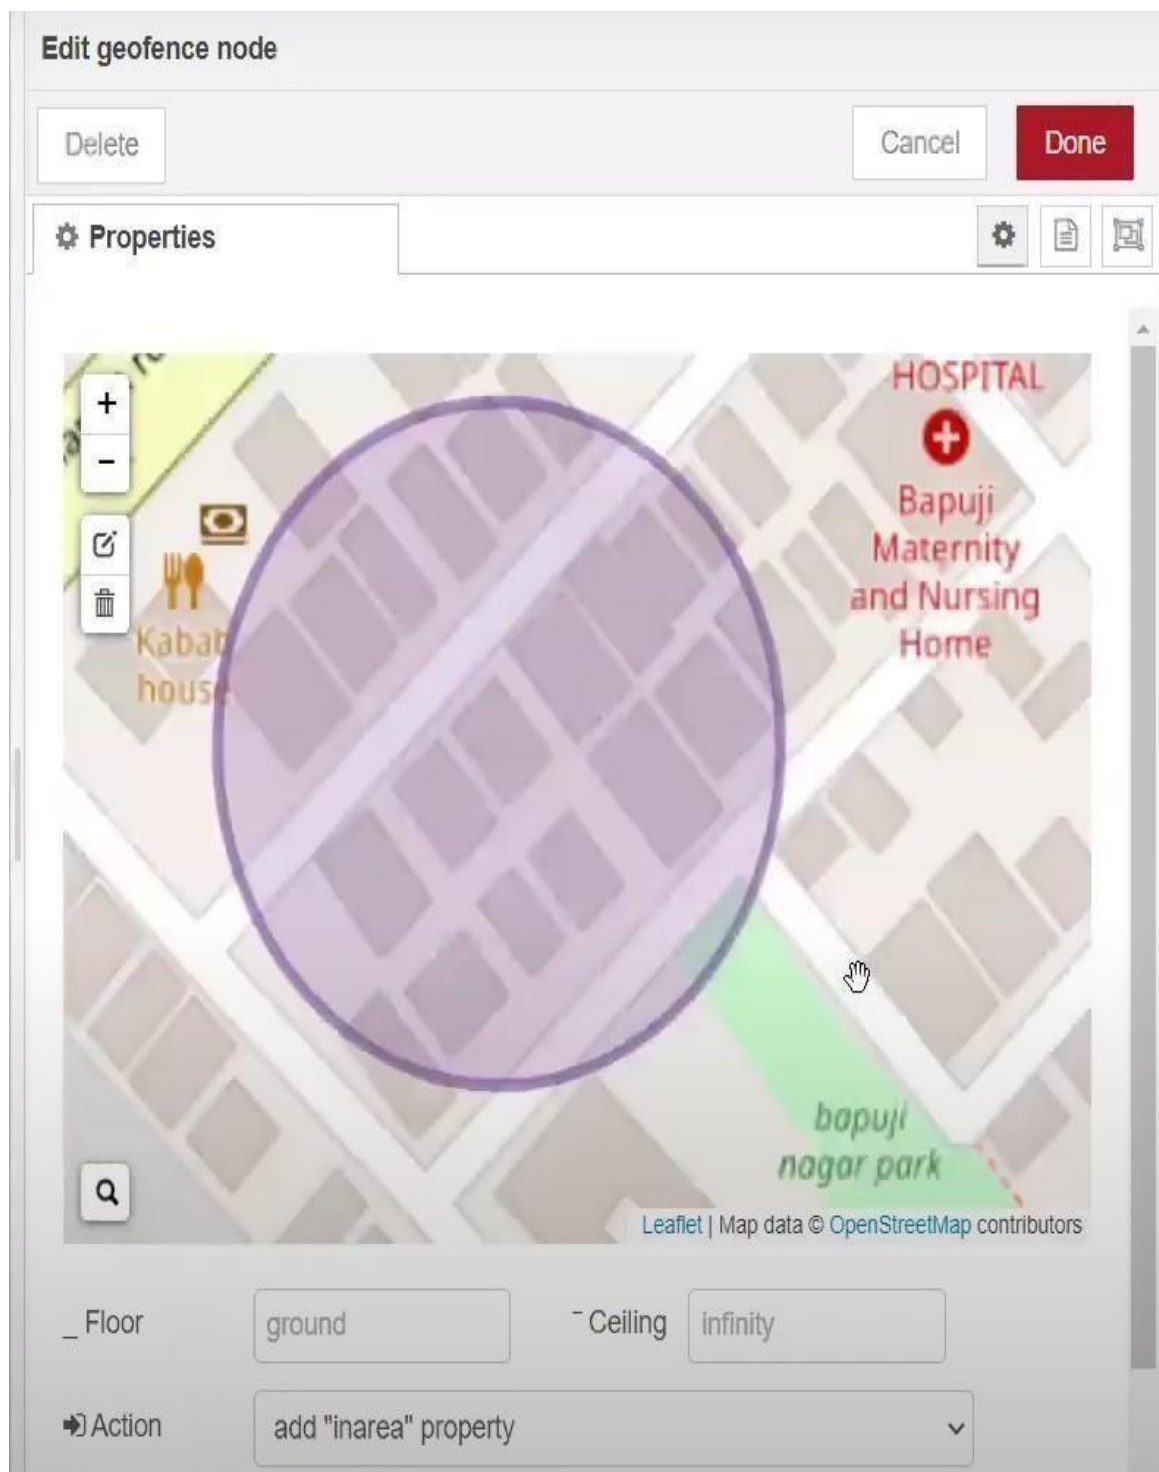 Edit geofence node
Delete
Cancel
Done
Properties
+
−
HOSPITAL
Bapuji
Maternity
and Nursing
Home
Kabab
house
bapuji
nagar park
Leaflet | Map data © OpenStreetMap contributors
_ Floor
ground
‾ Ceiling
infinity
Action
add "inarea" property